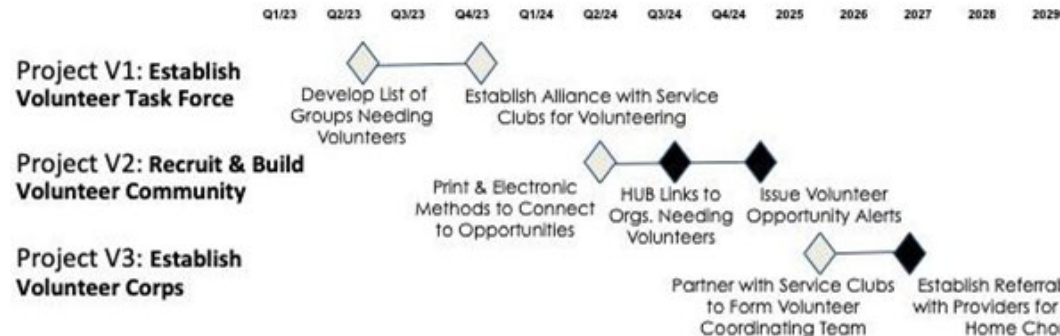 Q1/23 Q2/23 Q3/23 Q4/23 Q1/24 Q2/24 Q3/24 Q4/24 2025 2026 2027 2028 2029
Project V1: Establish
Volunteer Task Force
Develop List of
Groups Needing
Volunteers
Establish Alliance with Service
Clubs for Volunteering
Project V2: Recruit & Build
Volunteer Community
Print & Electronic
Methods to Connect
to Opportunities
HUB Links to
Orgs. Needing
Volunteers
Issue Volunteer
Opportunity Alerts
Project V3: Establish
Volunteer Corps
Partner with Service Clubs
to Form Volunteer
Coordinating Team
Establish Referral
with Providers for
Home Cho